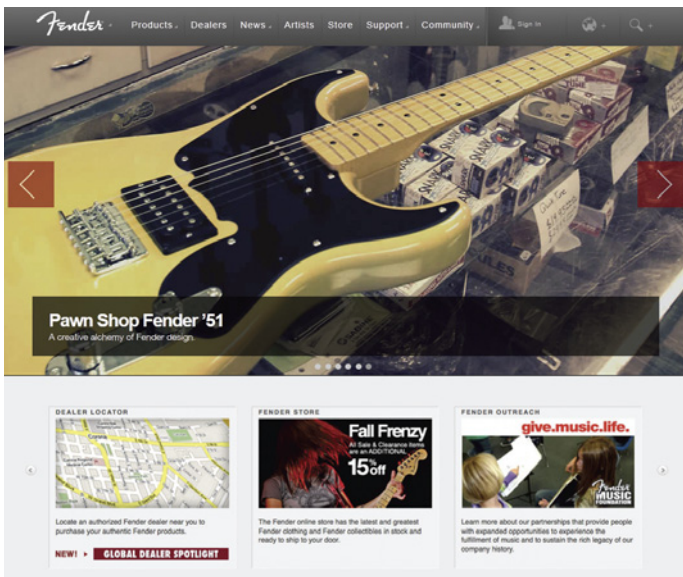 Fender
Products Dealers News Artists Store Support Community Sign In
SNARK
SNARK
SNARK
Pawn Shop Fender ’51
A creative alchemy of Fender design.
DEALER LOCATOR
FENDER STORE
FENDER OUTREACH
Corona
Fall Frenzy
All Sale & Clearance items
are an ADDITIONAL
15% off
give.music.life.
Fender
MUSIC
FOUNDATION
Locate an authorized Fender dealer near you to
purchase your authentic Fender products.
NEW! GLOBAL DEALER SPOTLIGHT
The Fender online store has the latest and greatest
Fender clothing and Fender collectibles in stock and
ready to ship to your door.
Learn more about our partnerships that provide people
with expanded opportunities to experience the
fulfillment of music and to sustain the rich legacy of our
company history.